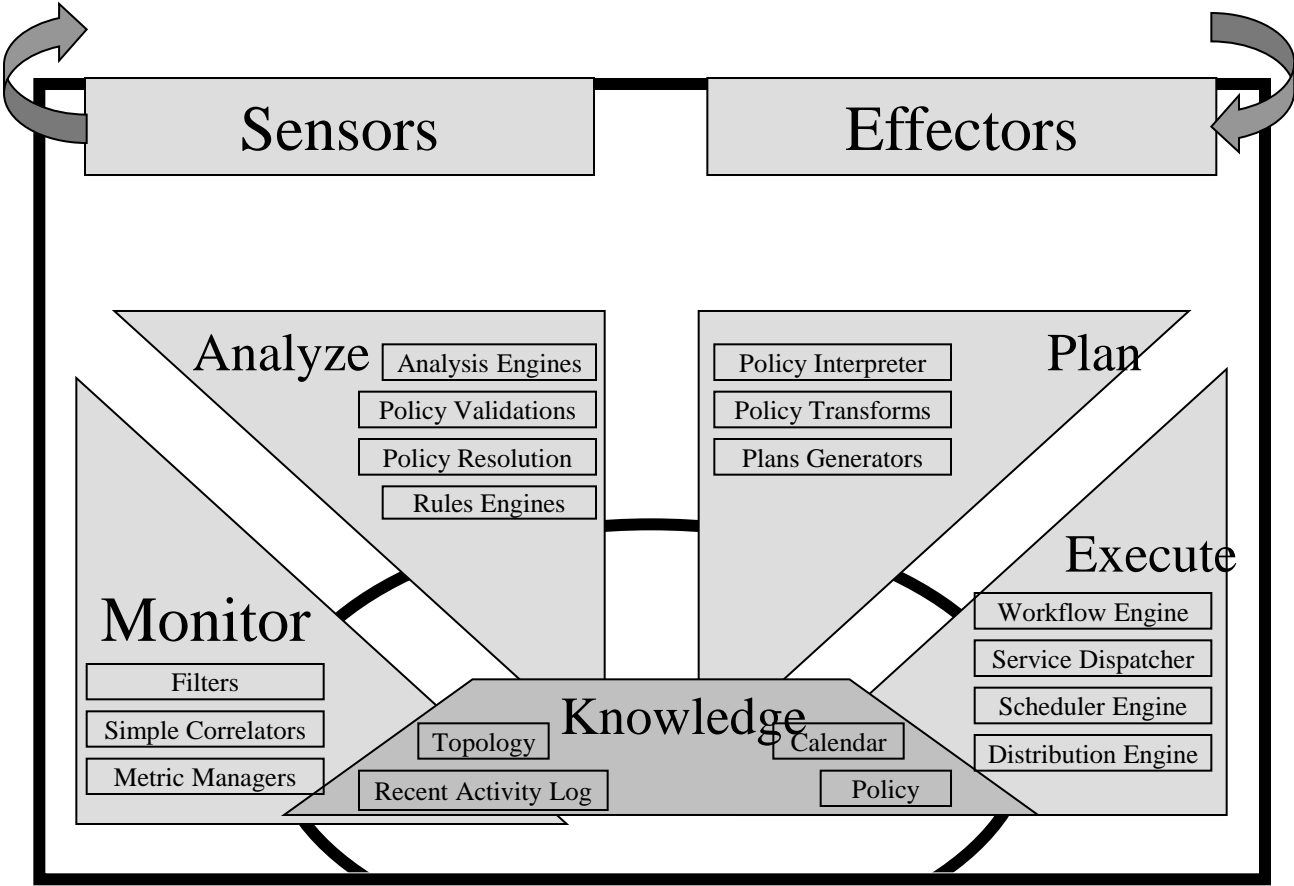 Sensors
Effectors
Analyze
Analysis Engines
Policy Validations
Policy Resolution
Rules Engines
Plan
Policy Interpreter
Policy Transforms
Plans Generators
Monitor
Filters
Simple Correlators
Metric Managers
Execute
Workflow Engine
Service Dispatcher
Scheduler Engine
Distribution Engine
Knowledge
Topology
Calendar
Recent Activity Log
Policy